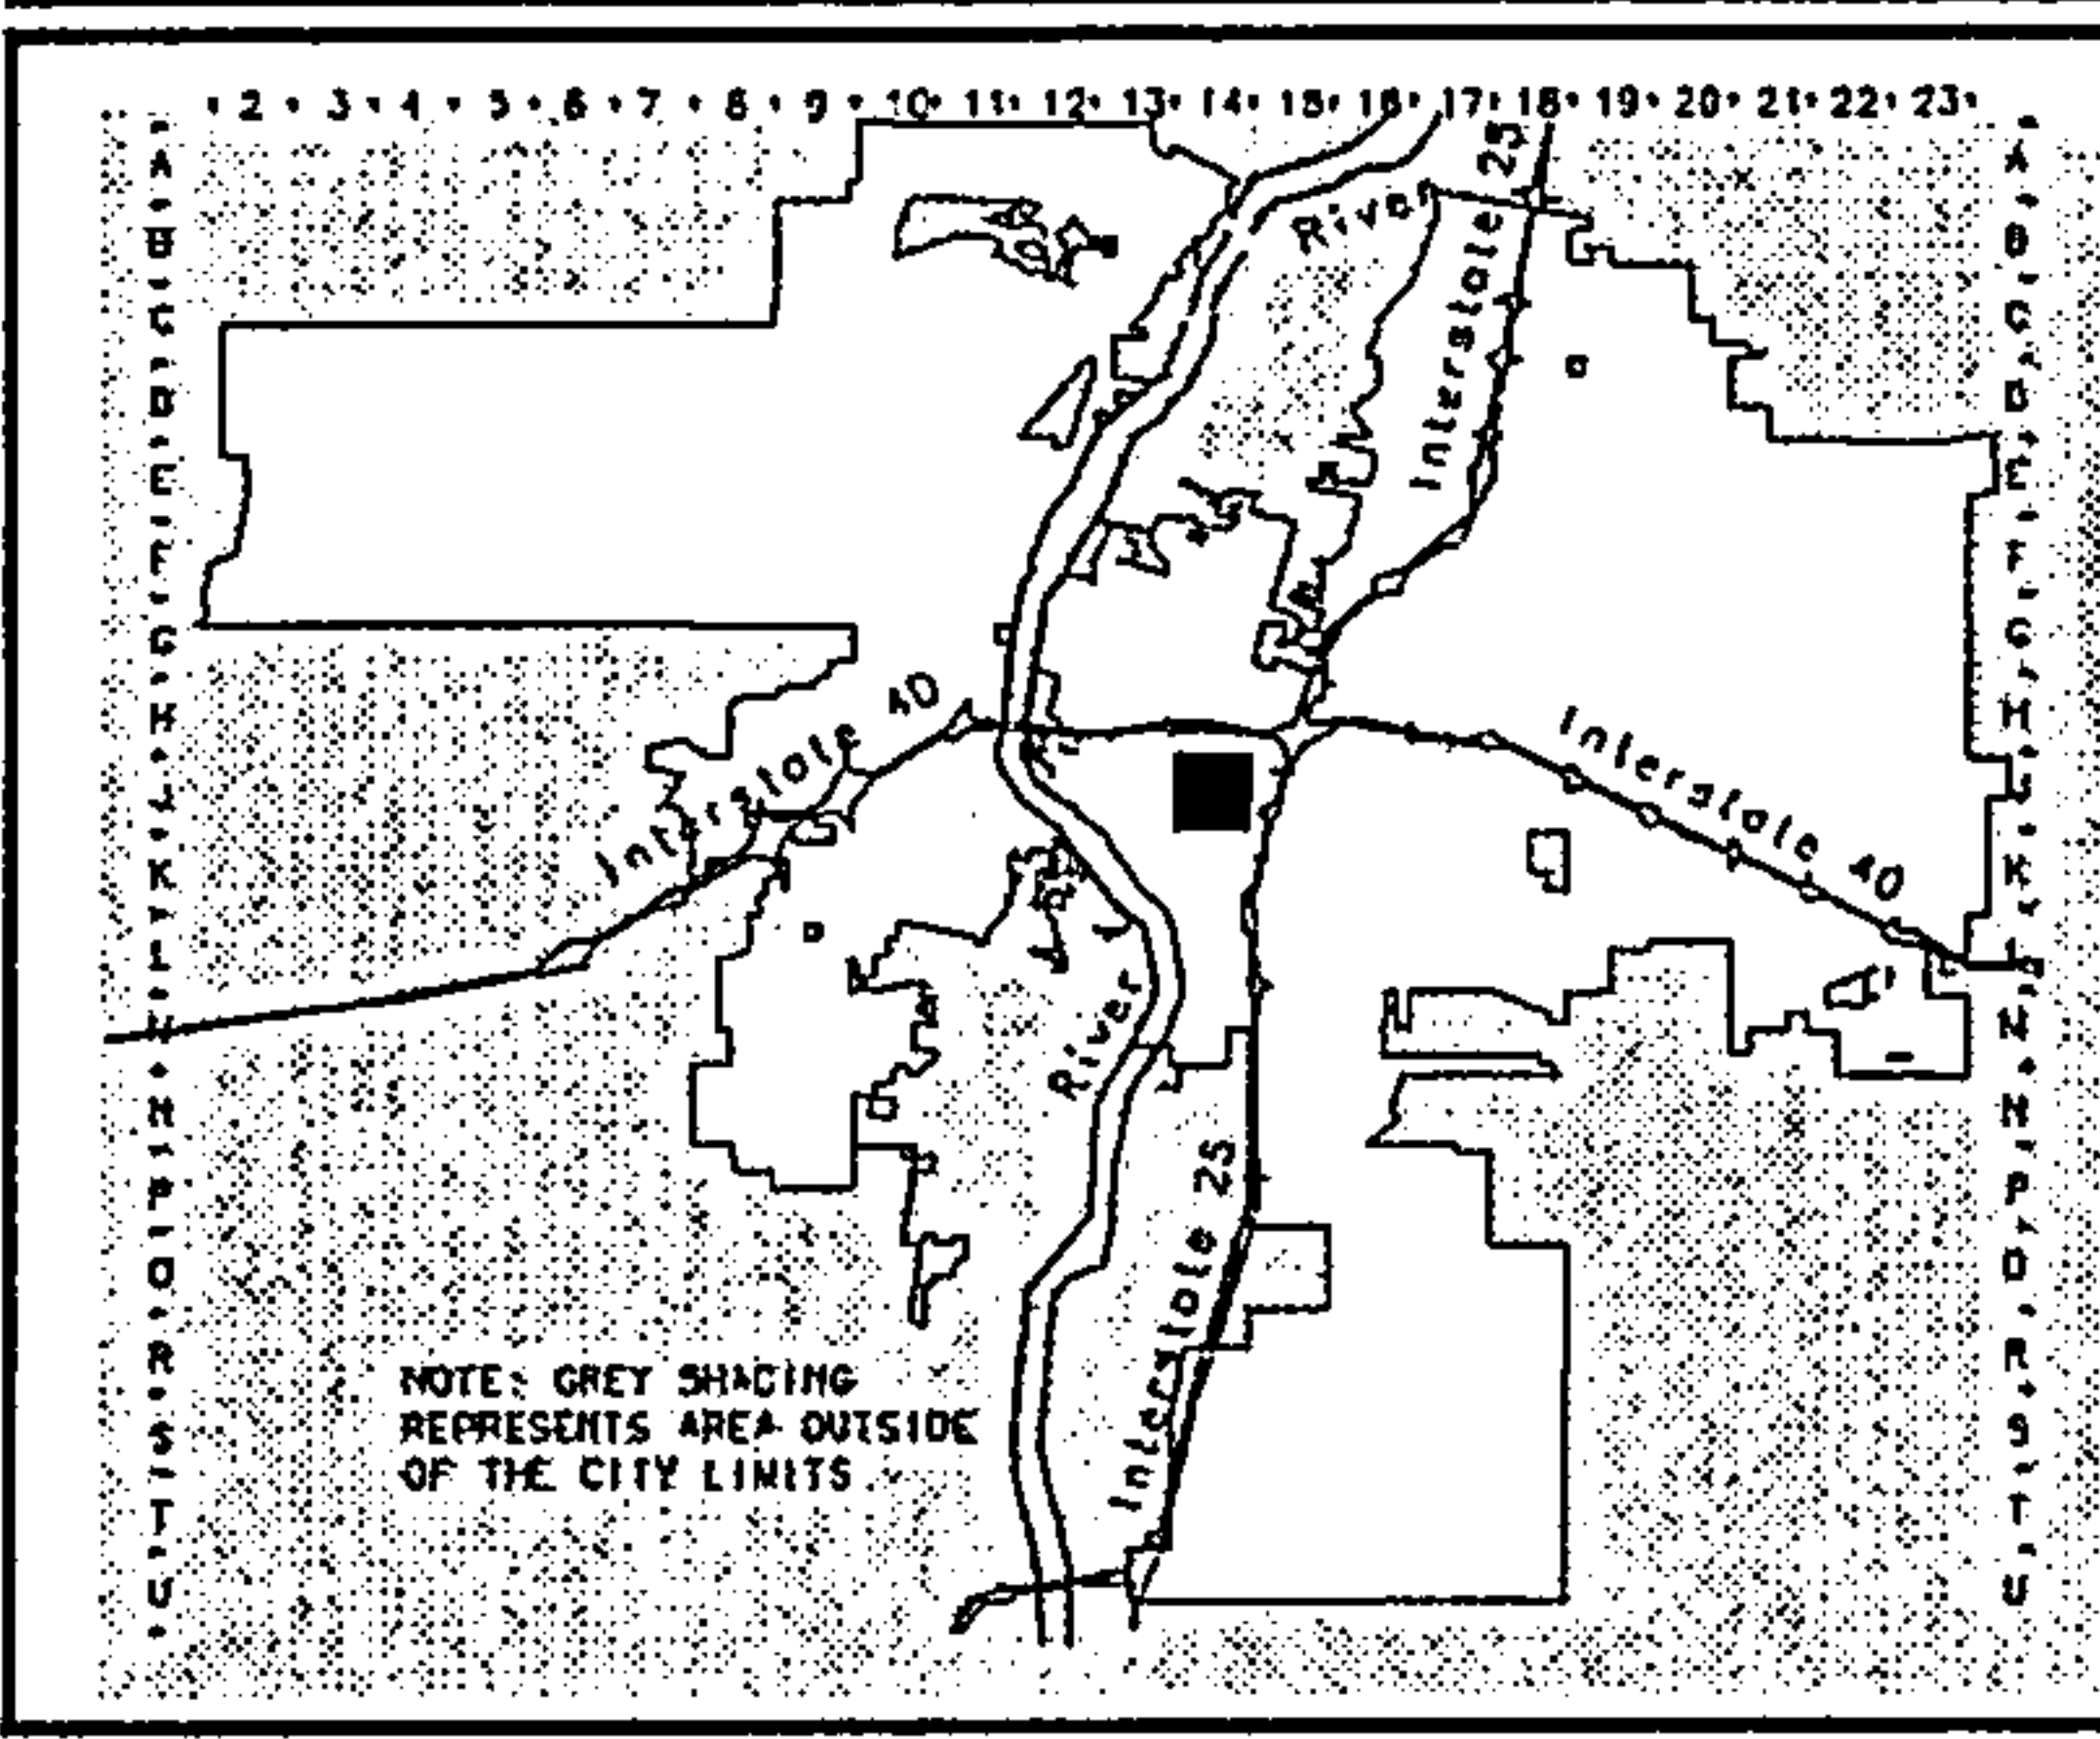 2 3 4 5 6 7 8 9 10 11 12 13 14 15 16 17 18 19 20 21 22 23
A A
B B
C C
D D
E E
F F
G G
H H
J J
K K
L L
M M
N N
P P
Q Q
R R
S S
T T
U U
River
Interstate 25
Interstate 40
Interstate 40
River
Interstate 25
NOTE: GREY SHADING
REPRESENTS AREA OUTSIDE
OF THE CITY LIMITS